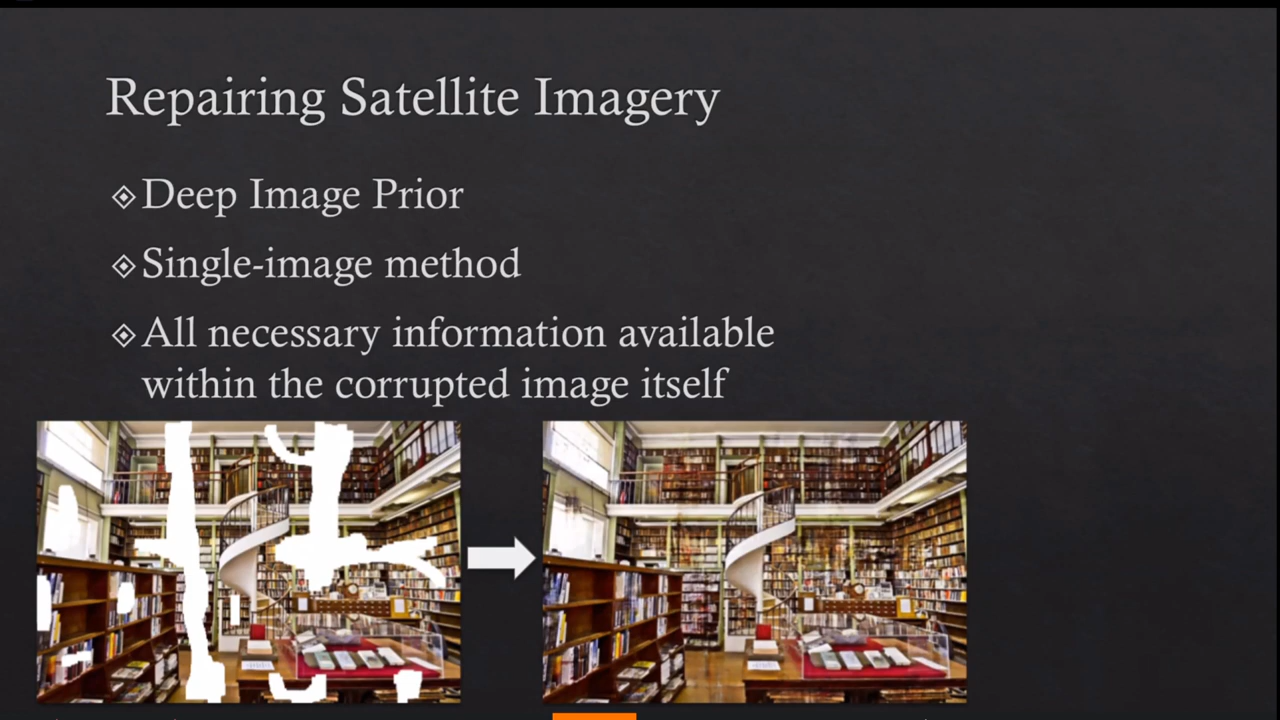 Repairing Satellite Imagery
Deep Image Prior
Single-image method
All necessary information available
within the corrupted image itself